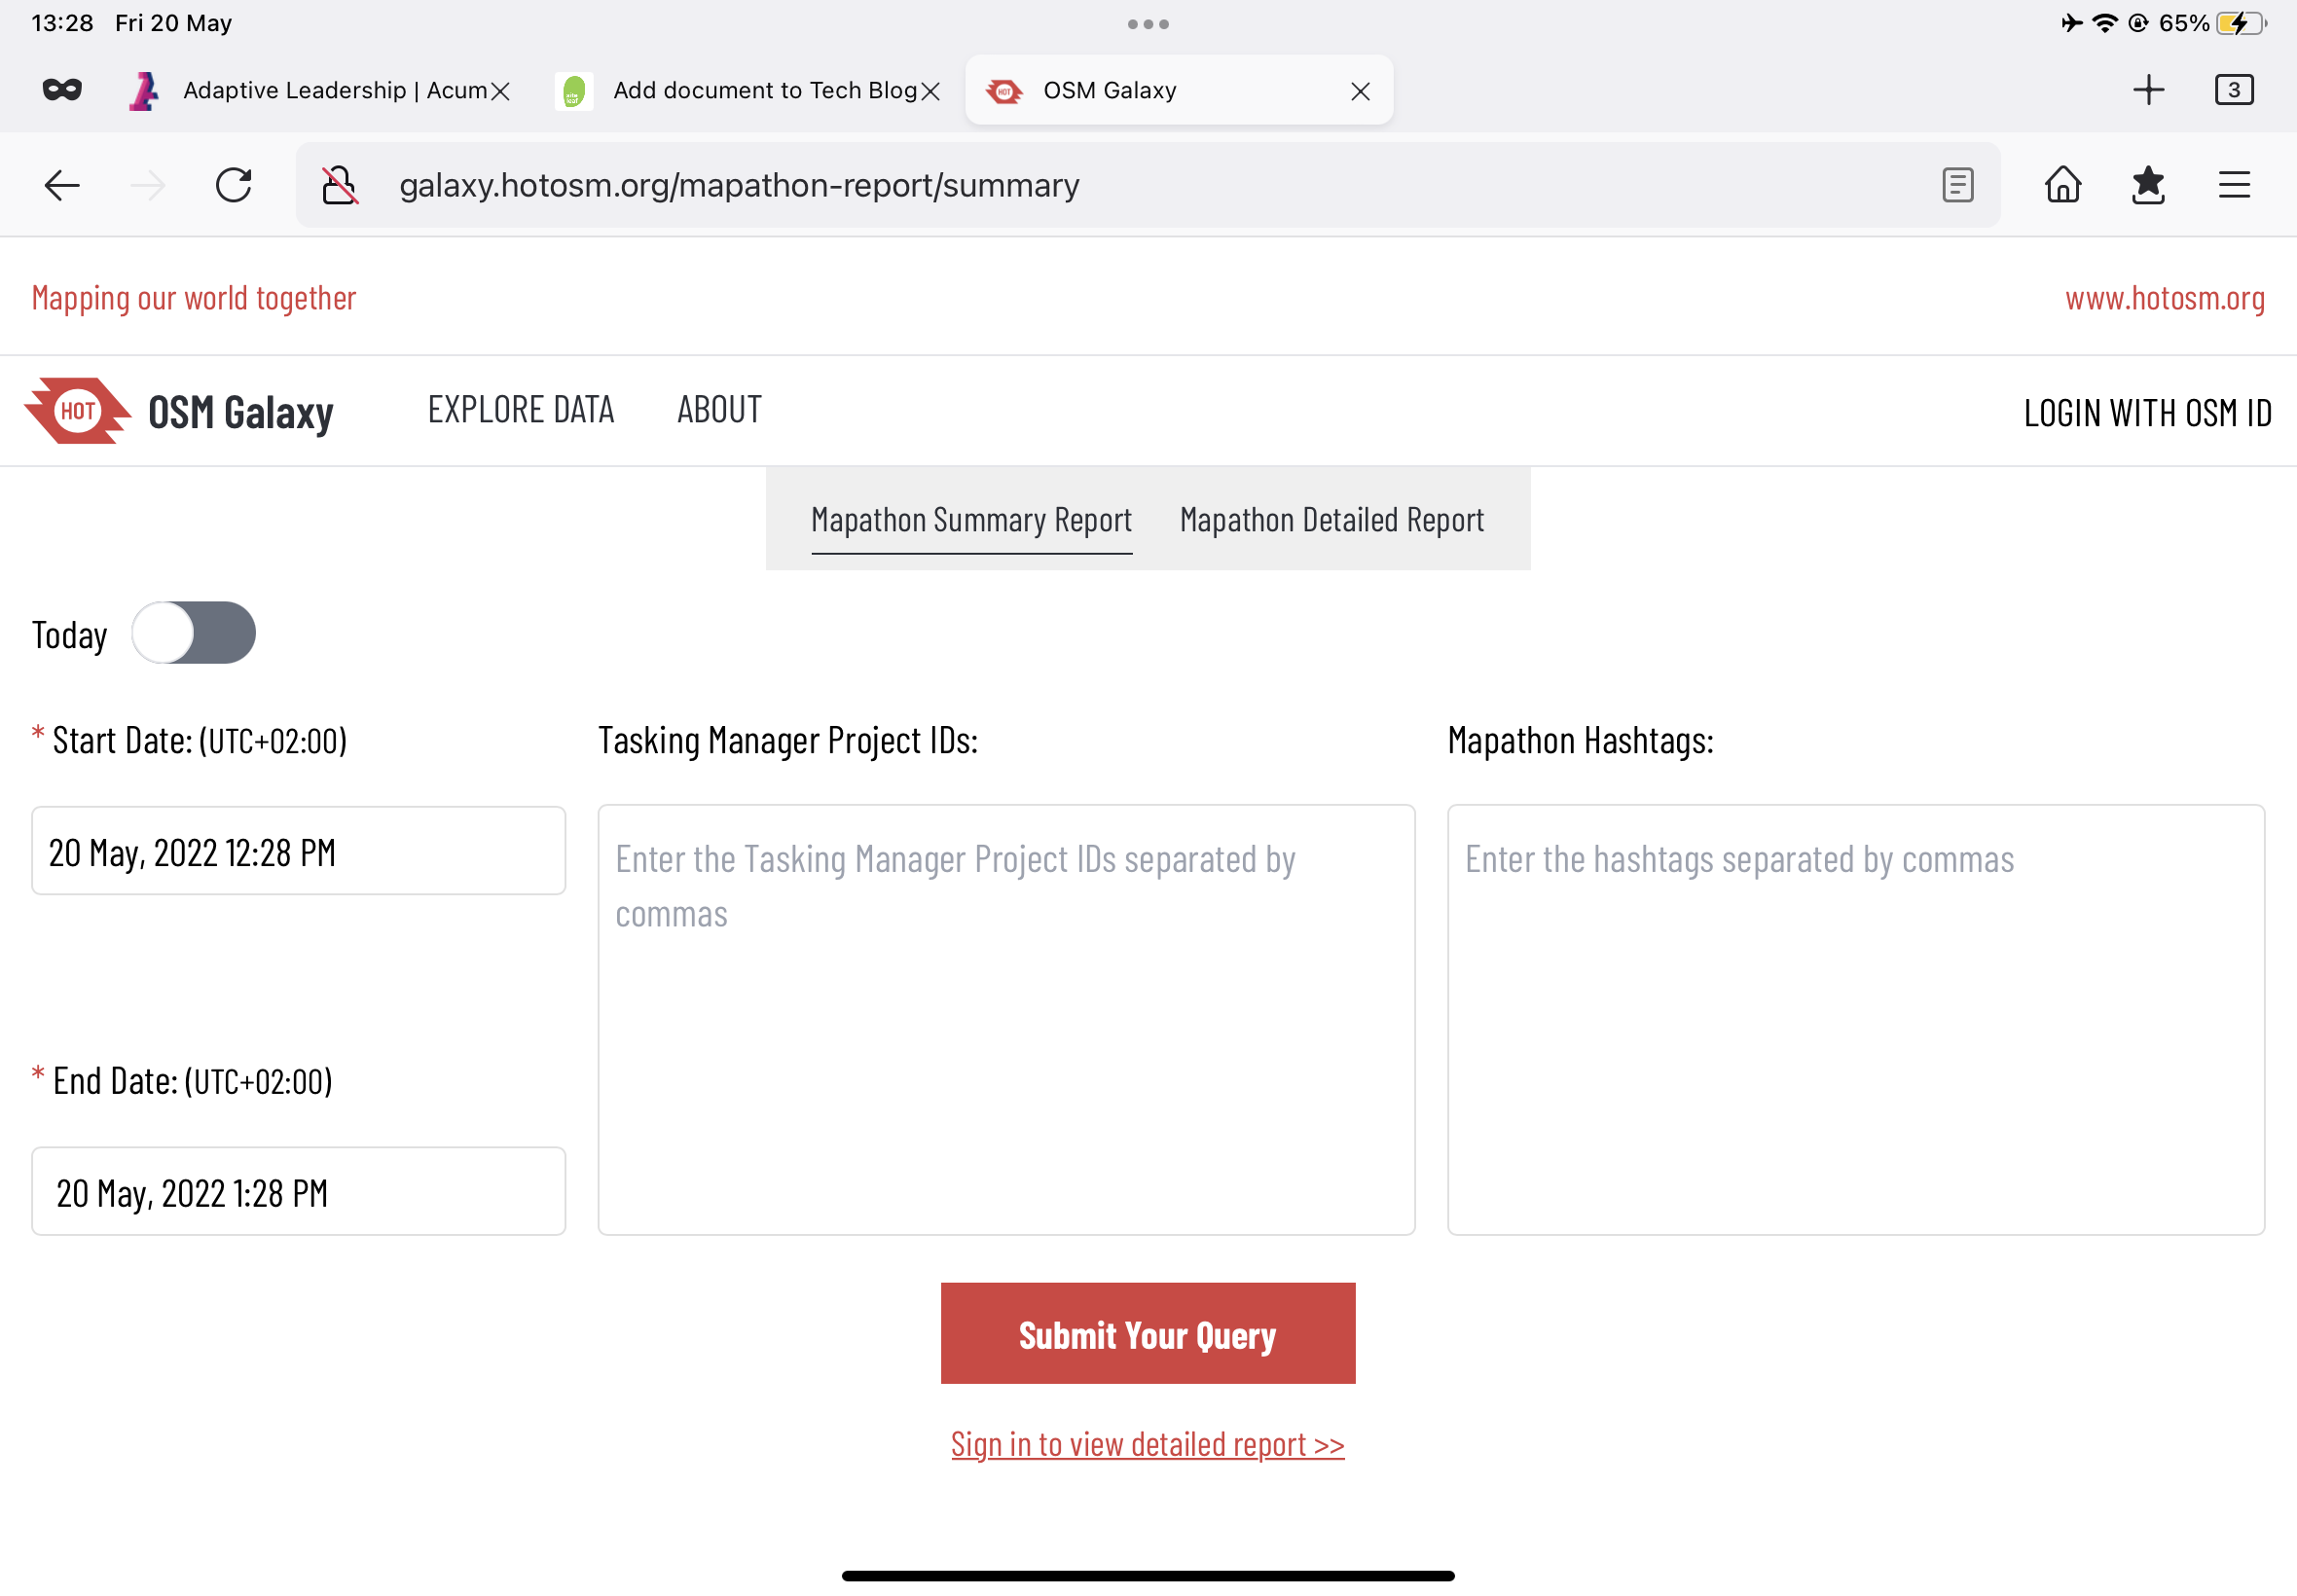 13:28 Fri 20 May
65%
Adaptive Leadership | Acum
Add document to Tech Blog
OSM Galaxy
3
galaxy.hotosm.org/mapathon-report/summary
Mapping our world together
www.hotosm.org
HOT OSM Galaxy
EXPLORE DATA
ABOUT
LOGIN WITH OSM ID
Mapathon Summary Report
Mapathon Detailed Report
Today
* Start Date: (UTC+02:00)
Tasking Manager Project IDs:
Mapathon Hashtags:
20 May, 2022 12:28 PM
Enter the Tasking Manager Project IDs separated by
commas
Enter the hashtags separated by commas
* End Date: (UTC+02:00)
20 May, 2022 1:28 PM
Submit Your Query
Sign in to view detailed report >>